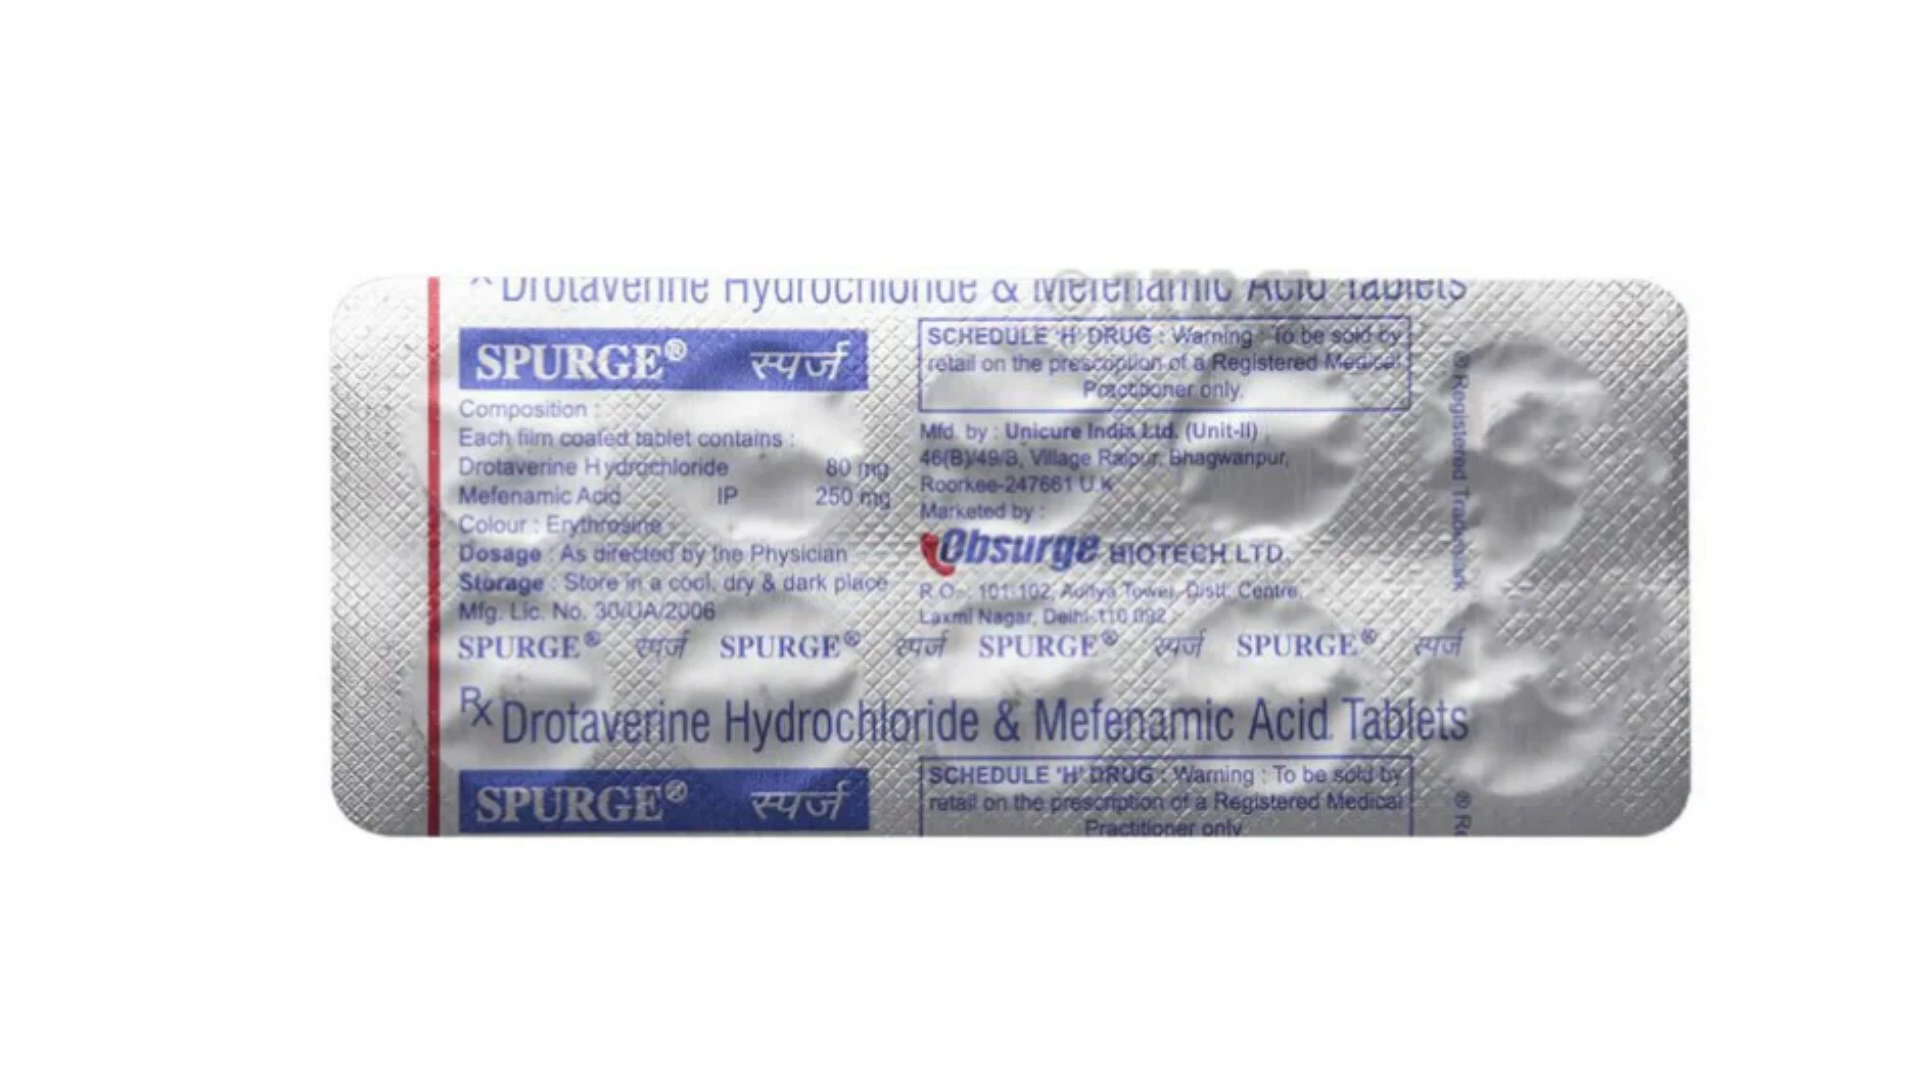 Drotaverine Hydrochloride & Mefenamic Acid Tablets
SPURGE® स्पर्ज
Composition :
Each film coated tablet contains :
Drotaverine Hydrochloride 80 mg
Mefenamic Acid IP 250 mg
Colour : Erythrosine
Dosage : As directed by the Physician
Storage : Store in a cool, dry & dark place
Mfg. Lic. No. 30/UA/2006
SCHEDULE 'H' DRUG : Warning : To be sold by
retail on the prescription of a Registered Medical
Practitioner only.
Mfd. by : Unicure India Ltd. (Unit-II)
46(B)/49/B, Village Raipur, Bhagwanpur,
Roorkee-247661 U.K
Marketed by :
Obsurge BIOTECH LTD.
R.O. : 101-102, Aditya Tower, Distt. Centre,
Laxmi Nagar, Delhi-110 092
® Registered Trademark
SPURGE® स्पर्ज SPURGE® स्पर्ज SPURGE® स्पर्ज SPURGE® स्पर्ज
Rx Drotaverine Hydrochloride & Mefenamic Acid Tablets
SPURGE® स्पर्ज
SCHEDULE 'H' DRUG : Warning : To be sold by
retail on the prescription of a Registered Medical
Practitioner only
® Re